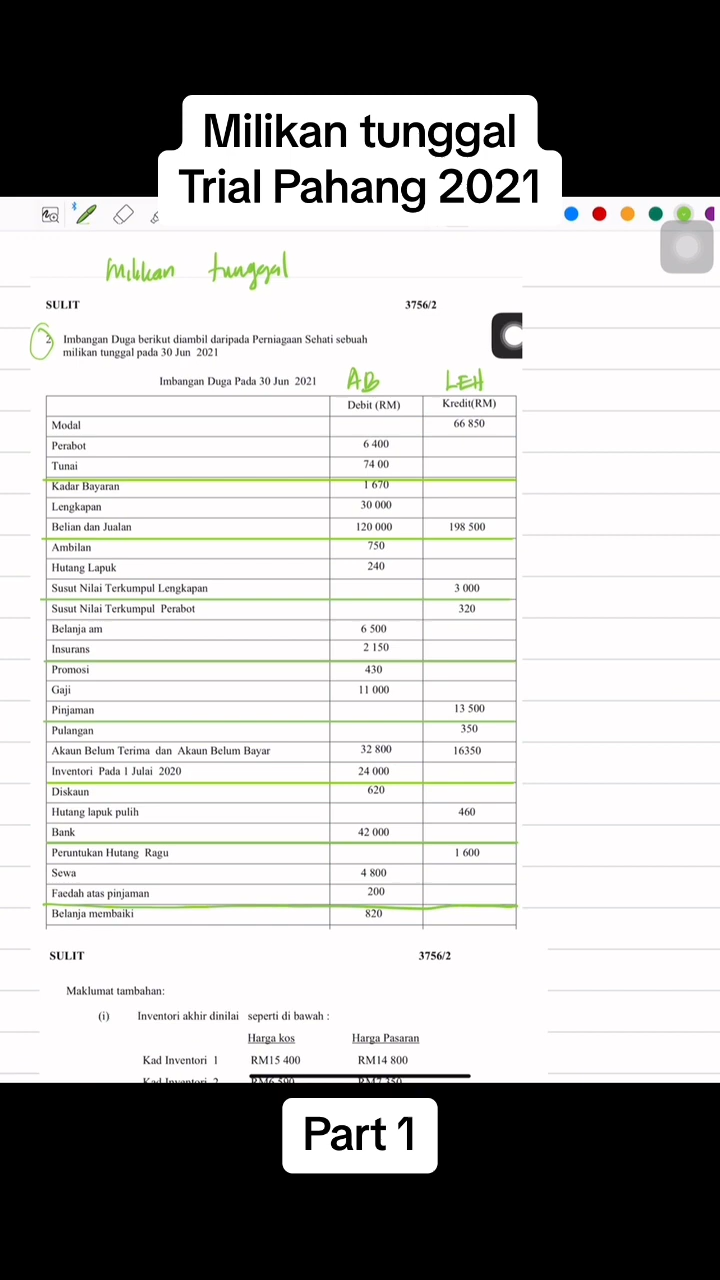 Milikan tunggal
Trial Pahang 2021
Milikan tunggal
SULIT 3756/2
2 Imbangan Duga berikut diambil daripada Perniagaan Sehati sebuah
milikan tunggal pada 30 Jun 2021
Imbangan Duga Pada 30 Jun 2021 AB LEH
Debit (RM) Kredit(RM)
Modal 66 850
Perabot 6 400
Tunai 74 00
Kadar Bayaran 1 670
Lengkapan 30 000
Belian dan Jualan 120 000 198 500
Ambilan 750
Hutang Lapuk 240
Susut Nilai Terkumpul Lengkapan 3 000
Susut Nilai Terkumpul Perabot 320
Belanja am 6 500
Insurans 2 150
Promosi 430
Gaji 11 000
Pinjaman 13 500
Pulangan 350
Akaun Belum Terima dan Akaun Belum Bayar 32 800 16350
Inventori Pada 1 Julai 2020 24 000
Diskaun 620
Hutang lapuk pulih 460
Bank 42 000
Peruntukan Hutang Ragu 1 600
Sewa 4 800
Faedah atas pinjaman 200
Belanja membaiki 820
SULIT 3756/2
Maklumat tambahan:
(i) Inventori akhir dinilai seperti di bawah :
Harga kos Harga Pasaran
Kad Inventori 1 RM15 400 RM14 800
Kad Inventori 2 RM6 500 RM7 350
Part 1